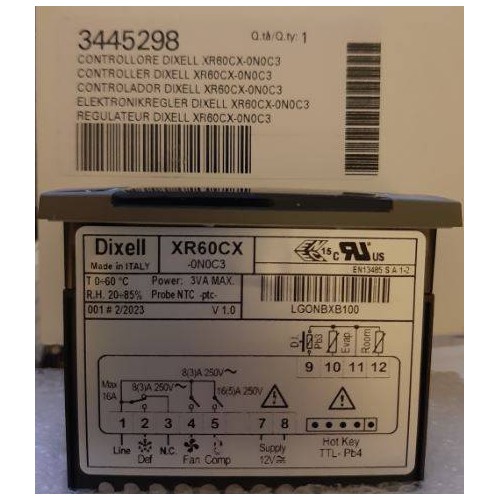 3445298 Q.tà/Q.ty: 1
CONTROLLORE DIXELL XR60CX-0N0C3
CONTROLLER DIXELL XR60CX-0N0C3
CONTROLADOR DIXELL XR60CX-0N0C3
ELEKTRONIKREGLER DIXELL XR60CX-0N0C3
REGULATEUR DIXELL XR60CX-0N0C3
Dixell XR60CX
-0N0C3
Made in ITALY
15 C RU US
EN13485 S A 1-2
T 0÷60 °C Power: 3VA MAX.
R.H. 20÷85% Probe NTC -ptc-
001 # 2/2023 V 1.0
LGONBXB100
D.I. Pb3 Evap. Room
9 10 11 12
8(3)A 250V~
Max 16A 8(3)A 250V~ 16(5)A 250V
1 2 3 4 5 7 8
Line Def N.C. Fan Comp Supply 12V Hot Key
TTL- Pb4